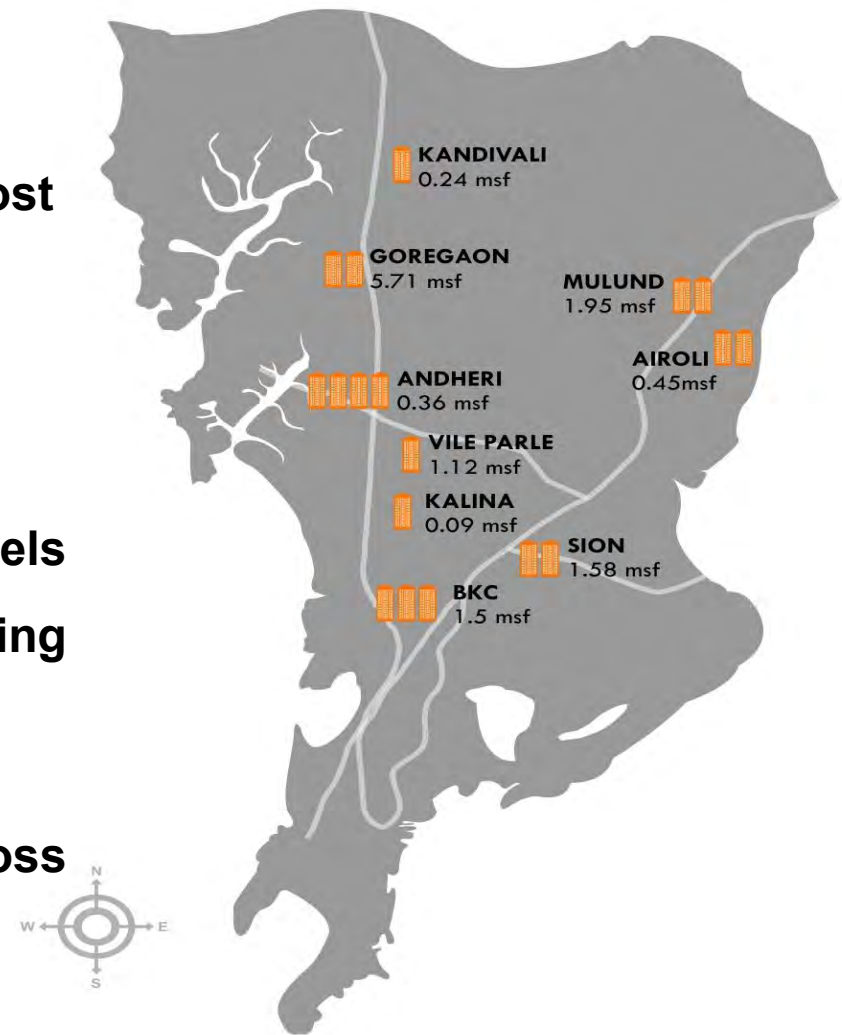 ost
els
ing
oss
KANDIVALI
0.24 msf
GOREGAON
5.71 msf
MULUND
1.95 msf
AIROLI
0.45msf
ANDHERI
0.36 msf
VILE PARLE
1.12 msf
KALINA
0.09 msf
SION
1.58 msf
BKC
1.5 msf
N
W
E
S